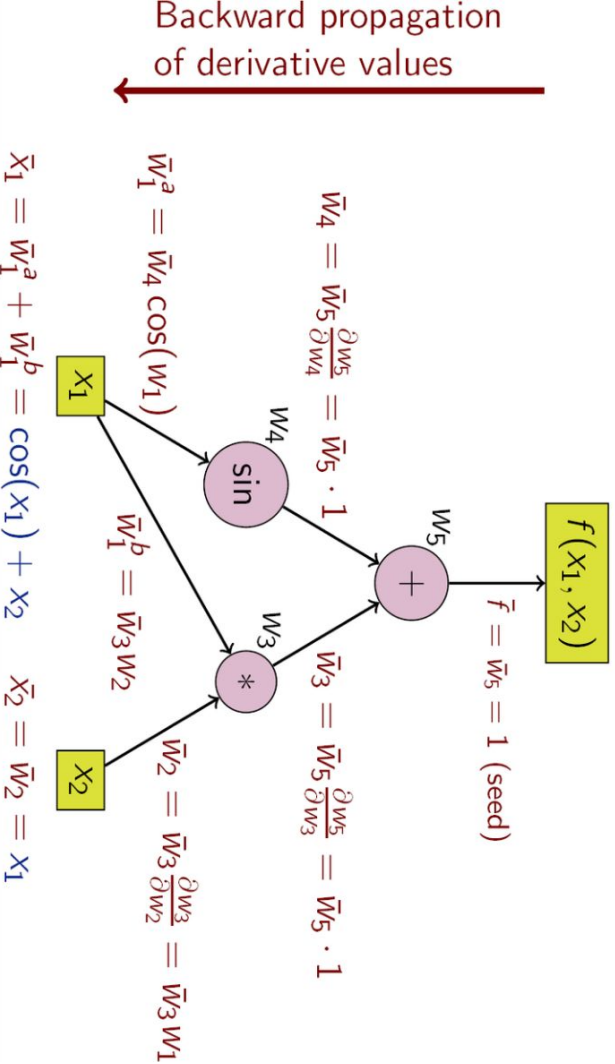 Backward propagation
of derivative values
f(x₁, x₂)
f̄ = w̄₅ = 1 (seed)
w₅
+
w̄₄ = w̄₅ ∂w₅/∂w₄ = w̄₅ · 1
w̄₃ = w̄₅ ∂w₅/∂w₃ = w̄₅ · 1
w₄
sin
w₃
*
w̄₁ᵃ = w̄₄ cos(w₁)
w̄₁ᵇ = w̄₃w₂
w̄₂ = w̄₃ ∂w₃/∂w₂ = w̄₃w₁
x₁
x₂
x̄₁ = w̄₁ᵃ + w̄₁ᵇ = cos(x₁) + x₂
x̄₂ = w̄₂ = x₁